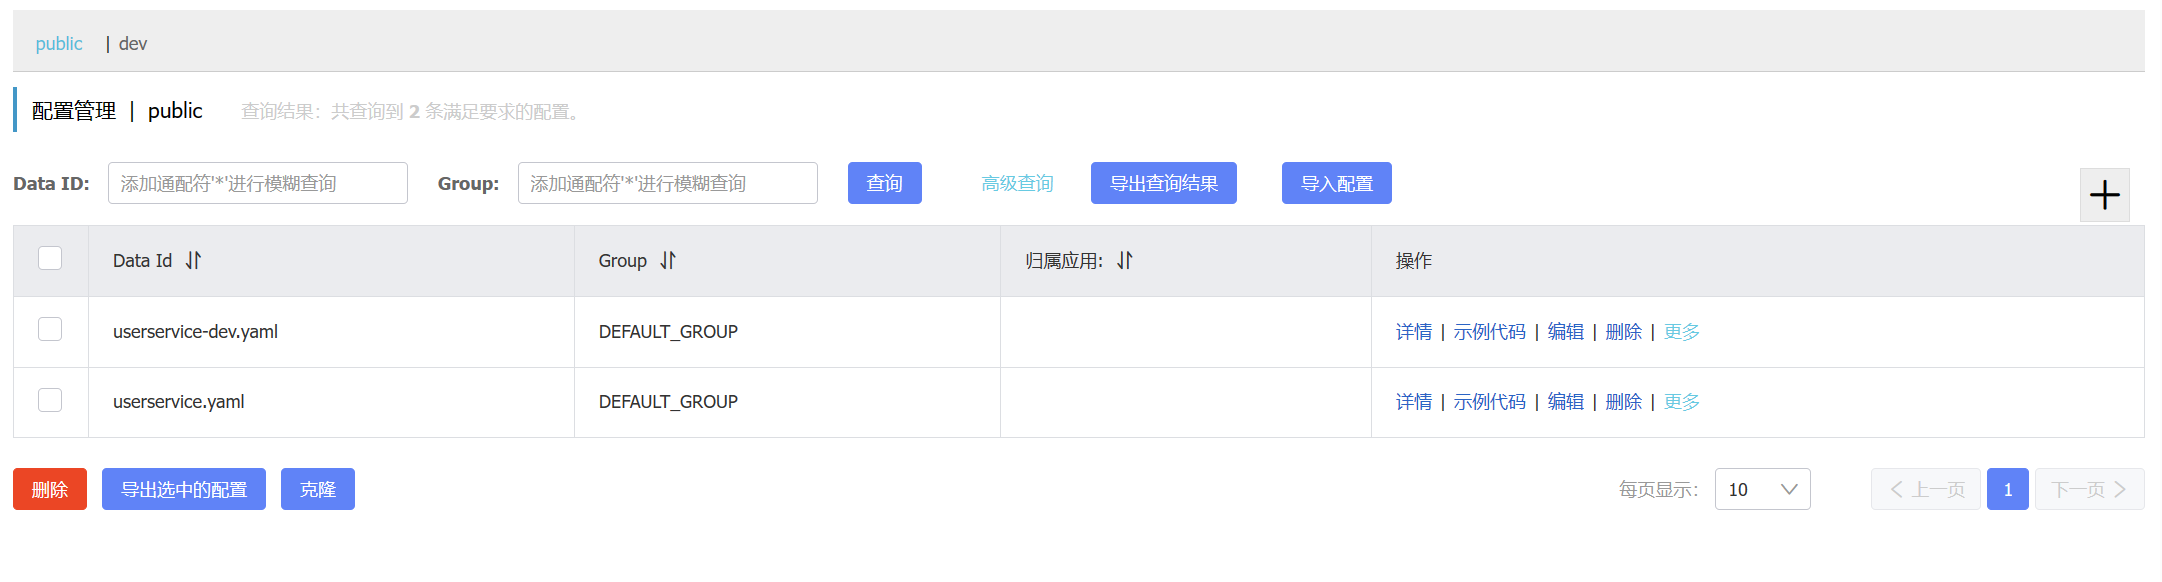 public | dev
配置管理 | public 查询结果：共查询到 2 条满足要求的配置。
Data ID: 添加通配符'*'进行模糊查询 Group: 添加通配符'*'进行模糊查询 查询 高级查询 导出查询结果 导入配置
Data Id Group 归属应用: 操作
userservice-dev.yaml DEFAULT_GROUP 详情 | 示例代码 | 编辑 | 删除 | 更多
userservice.yaml DEFAULT_GROUP 详情 | 示例代码 | 编辑 | 删除 | 更多
删除 导出选中的配置 克隆 每页显示: 10 上一页 1 下一页